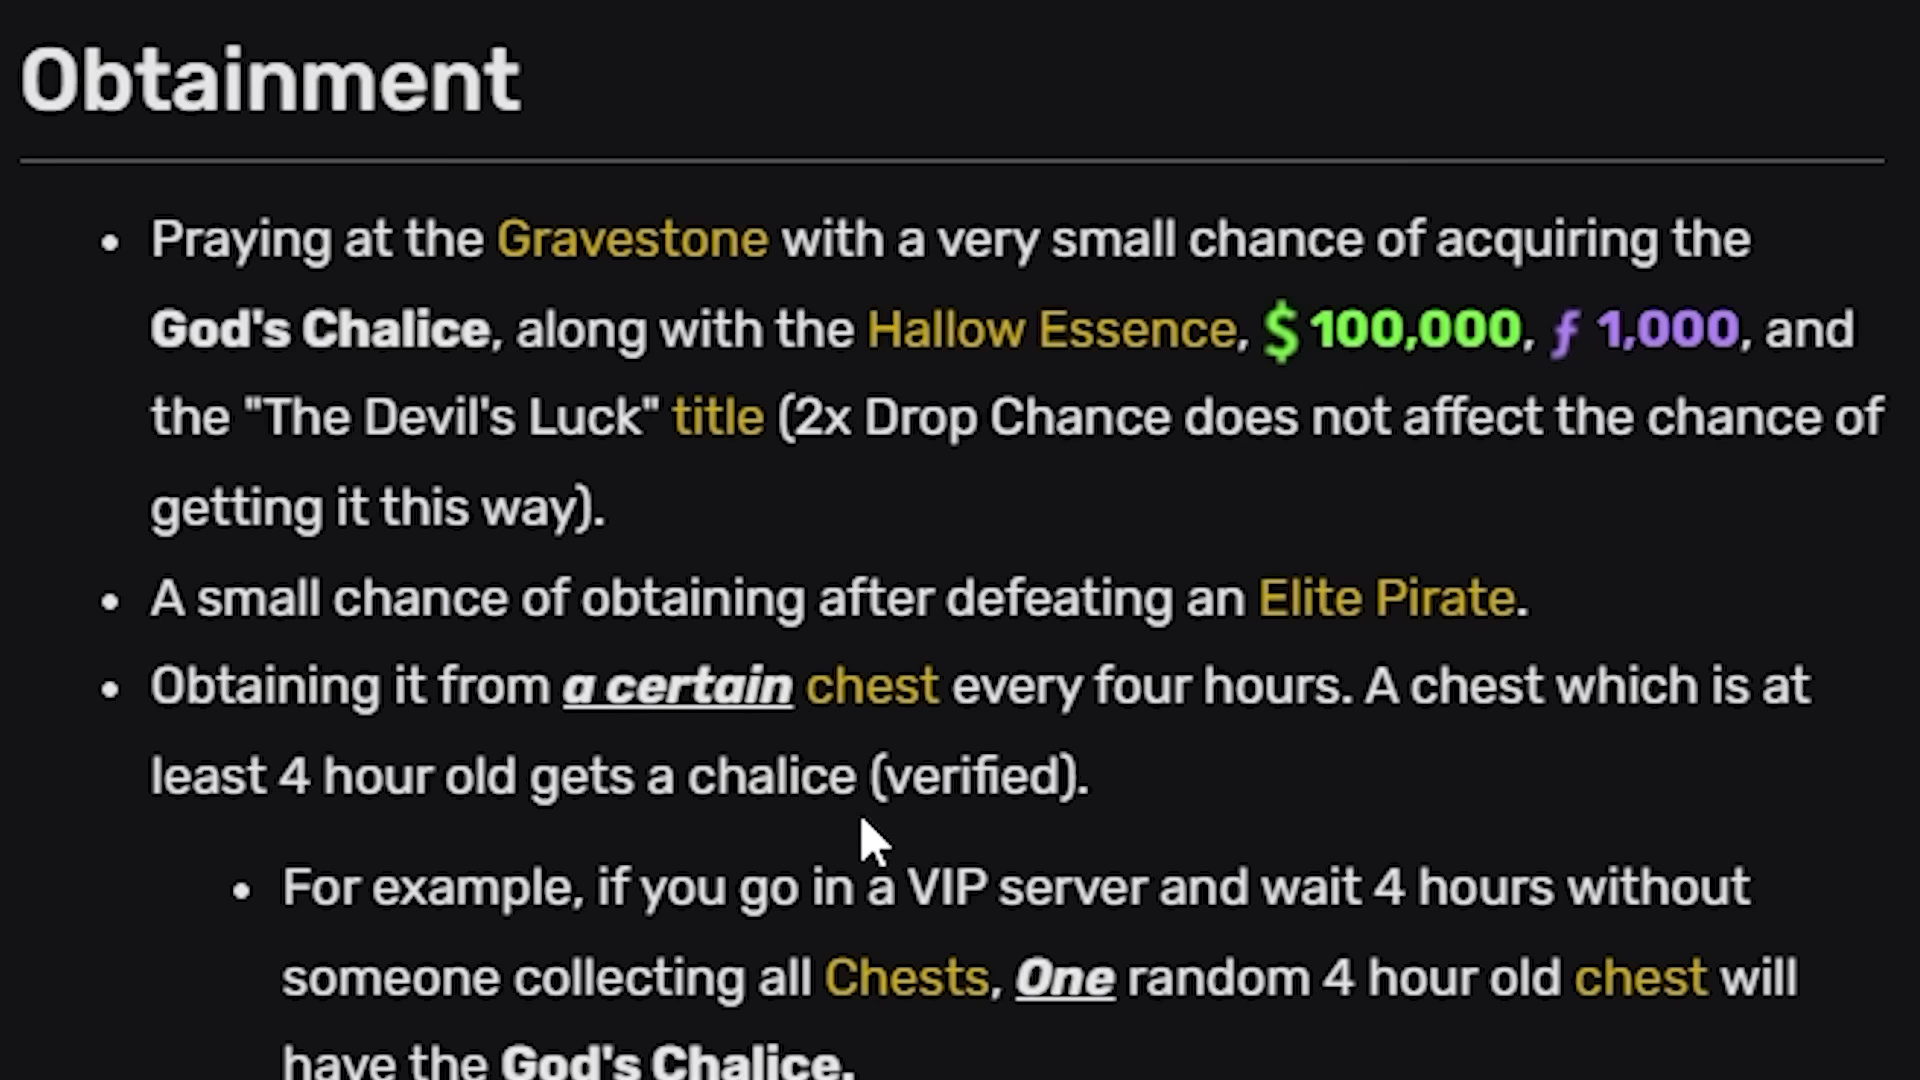 Obtainment
Praying at the Gravestone with a very small chance of acquiring the
God's Chalice, along with the Hallow Essence, $ 100,000, ƒ 1,000, and
the "The Devil's Luck" title (2x Drop Chance does not affect the chance of
getting it this way).
A small chance of obtaining after defeating an Elite Pirate.
Obtaining it from a certain chest every four hours. A chest which is at
least 4 hour old gets a chalice (verified).
For example, if you go in a VIP server and wait 4 hours without
someone collecting all Chests, One random 4 hour old chest will
have the God's Chalice.